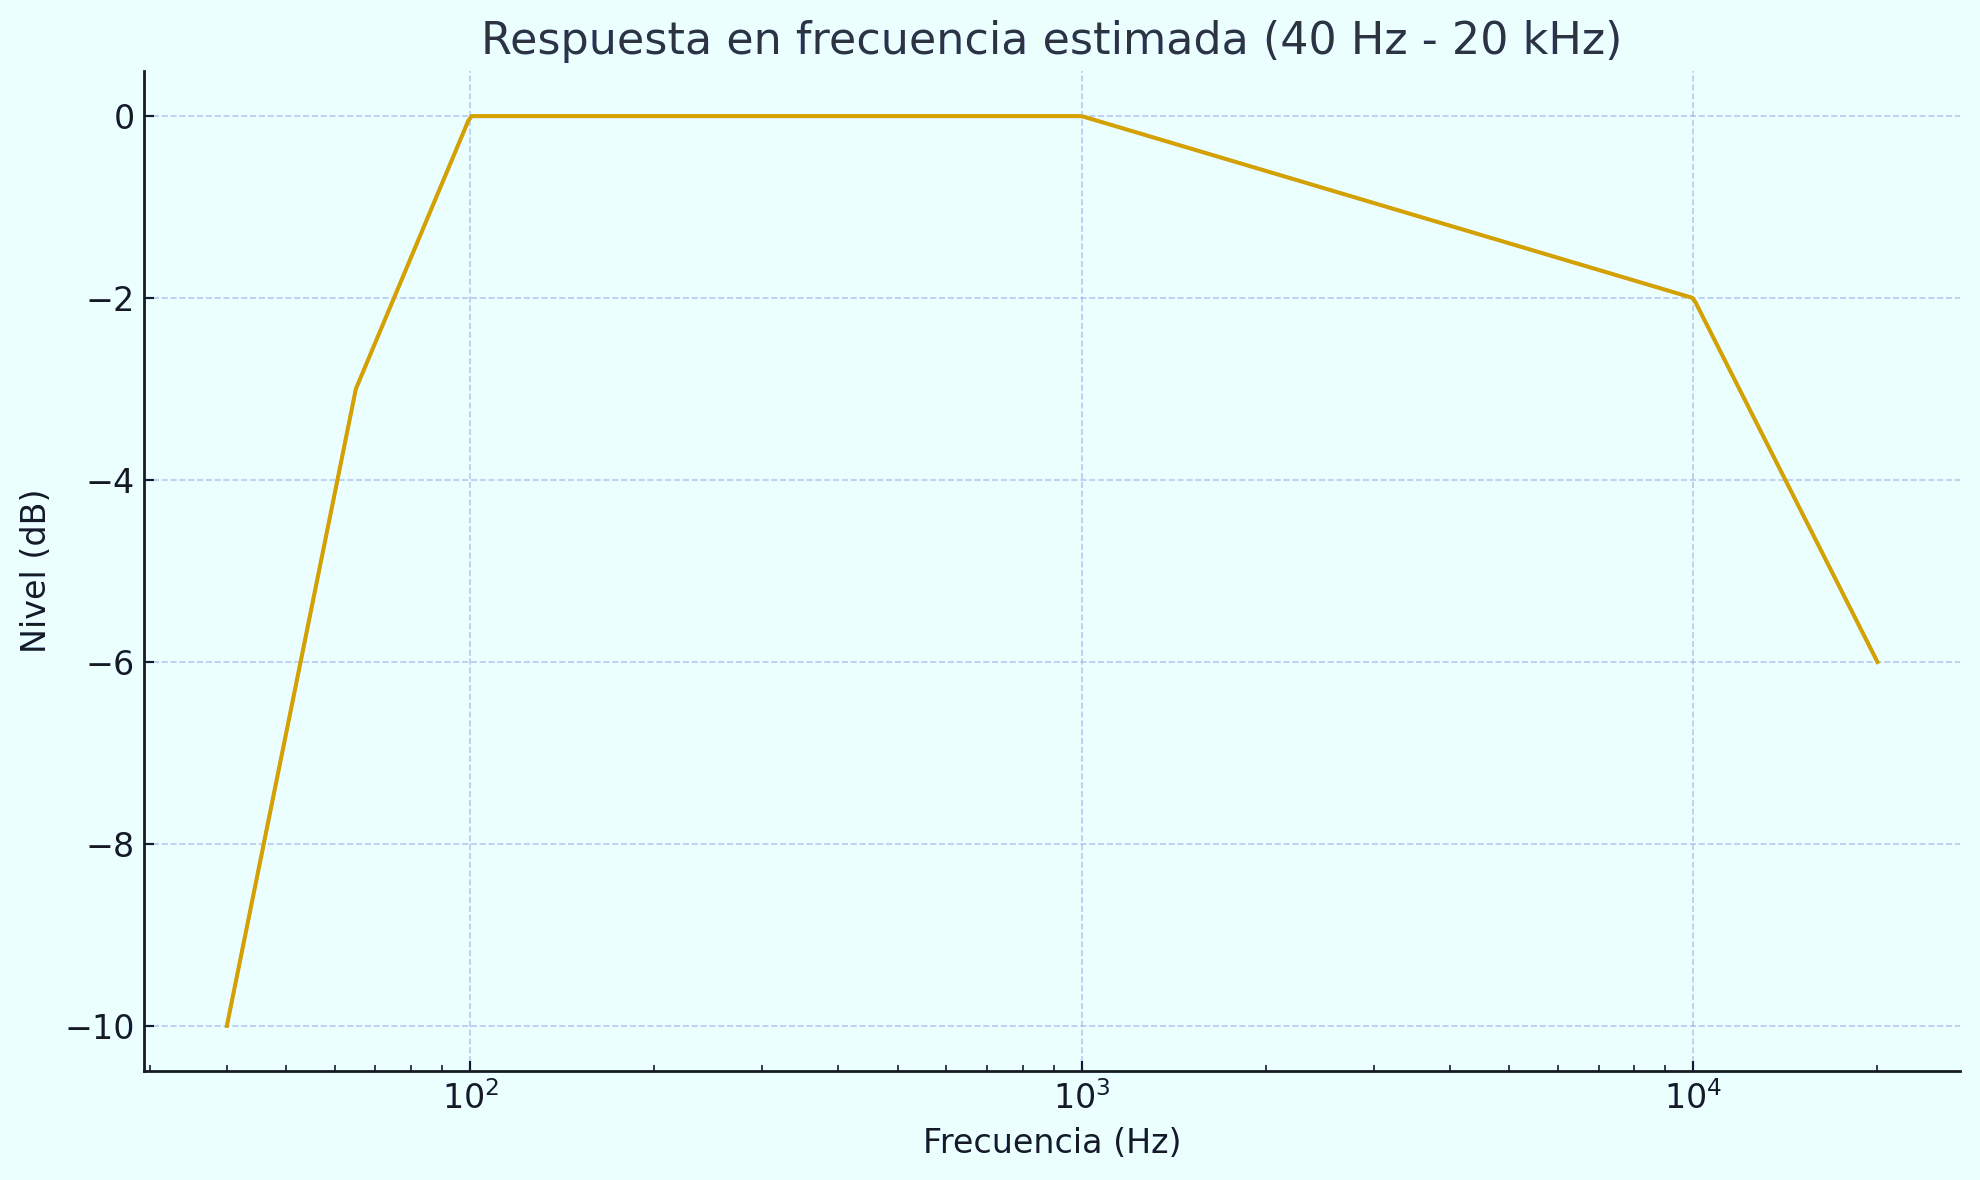 Respuesta en frecuencia estimada (40 Hz - 20 kHz)
Nivel (dB)
0
−2
−4
−6
−8
−10
10² 10³ 10⁴
Frecuencia (Hz)